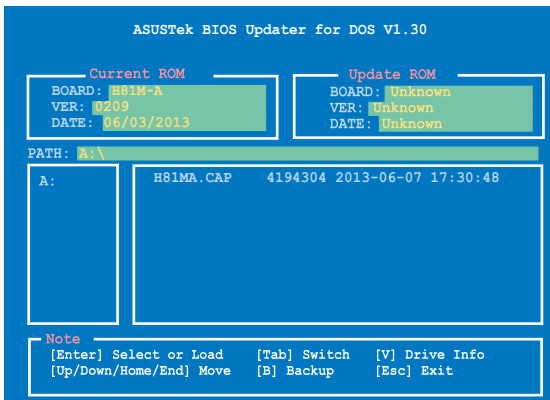 ASUSTek BIOS Updater for DOS V1.30
Current ROM
BOARD: H81M-A
VER: 0209
DATE: 06/03/2013
Update ROM
BOARD: Unknown
VER: Unknown
DATE: Unknown
PATH: A:\
A:
H81MA.CAP 4194304 2013-06-07 17:30:48
Note
[Enter] Select or Load [Tab] Switch [V] Drive Info
[Up/Down/Home/End] Move [B] Backup [Esc] Exit